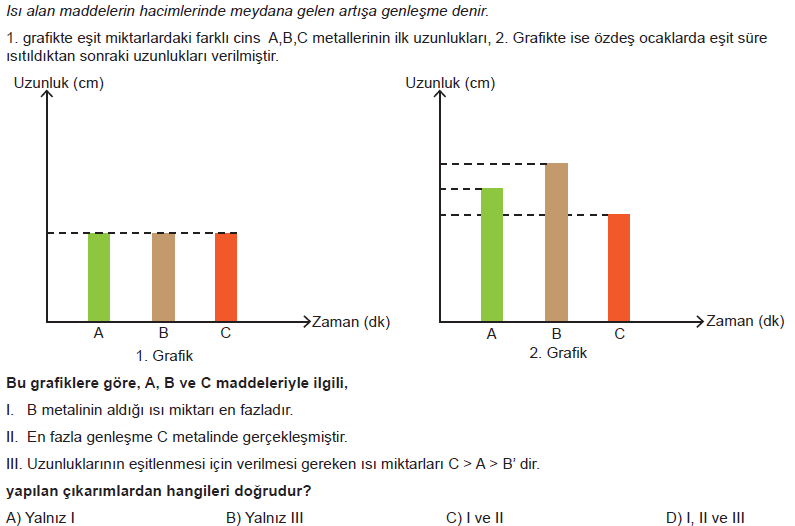 Isı alan maddelerin hacimlerinde meydana gelen artışa genleşme denir.
1. grafikte eşit miktarlardaki farklı cins A,B,C metallerinin ilk uzunlukları, 2. Grafikte ise özdeş ocaklarda eşit süre
ısıtıldıktan sonraki uzunlukları verilmiştir.
Uzunluk (cm)
Uzunluk (cm)
Zaman (dk)
Zaman (dk)
A B C
A B C
1. Grafik
2. Grafik
Bu grafiklere göre, A, B ve C maddeleriyle ilgili,
I. B metalinin aldığı ısı miktarı en fazladır.
II. En fazla genleşme C metalinde gerçekleşmiştir.
III. Uzunluklarının eşitlenmesi için verilmesi gereken ısı miktarları C > A > B’ dir.
yapılan çıkarımlardan hangileri doğrudur?
A) Yalnız I B) Yalnız III C) I ve II D) I, II ve III